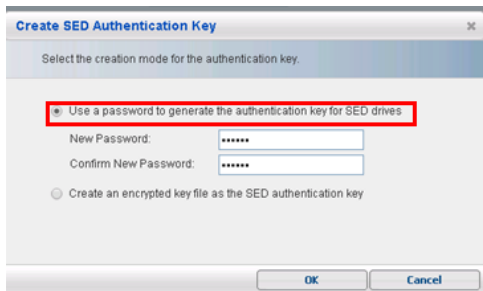 Create SED Authentication Key
Select the creation mode for the authentication key.
Use a password to generate the authentication key for SED drives
New Password: ••••••
Confirm New Password: ••••••
Create an encrypted key file as the SED authentication key
OK Cancel